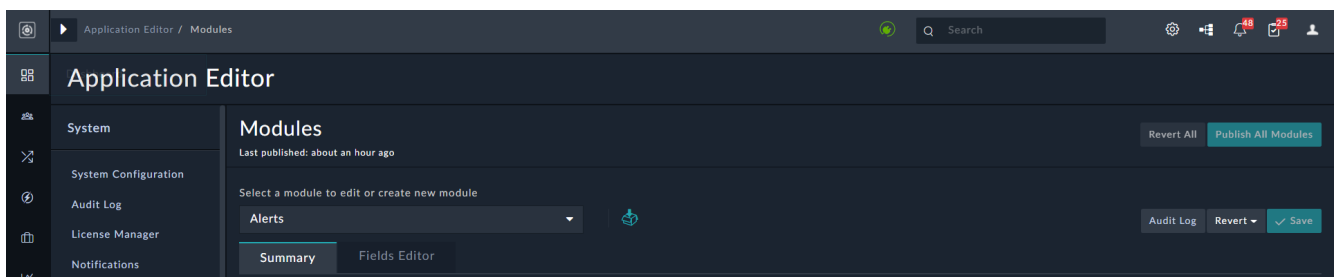 Application Editor / Modules
Search
48
25
Application Editor
System
System Configuration
Audit Log
License Manager
Notifications
Modules
Last published: about an hour ago
Revert All
Publish All Modules
Select a module to edit or create new module
Alerts
Audit Log
Revert
Save
Summary
Fields Editor